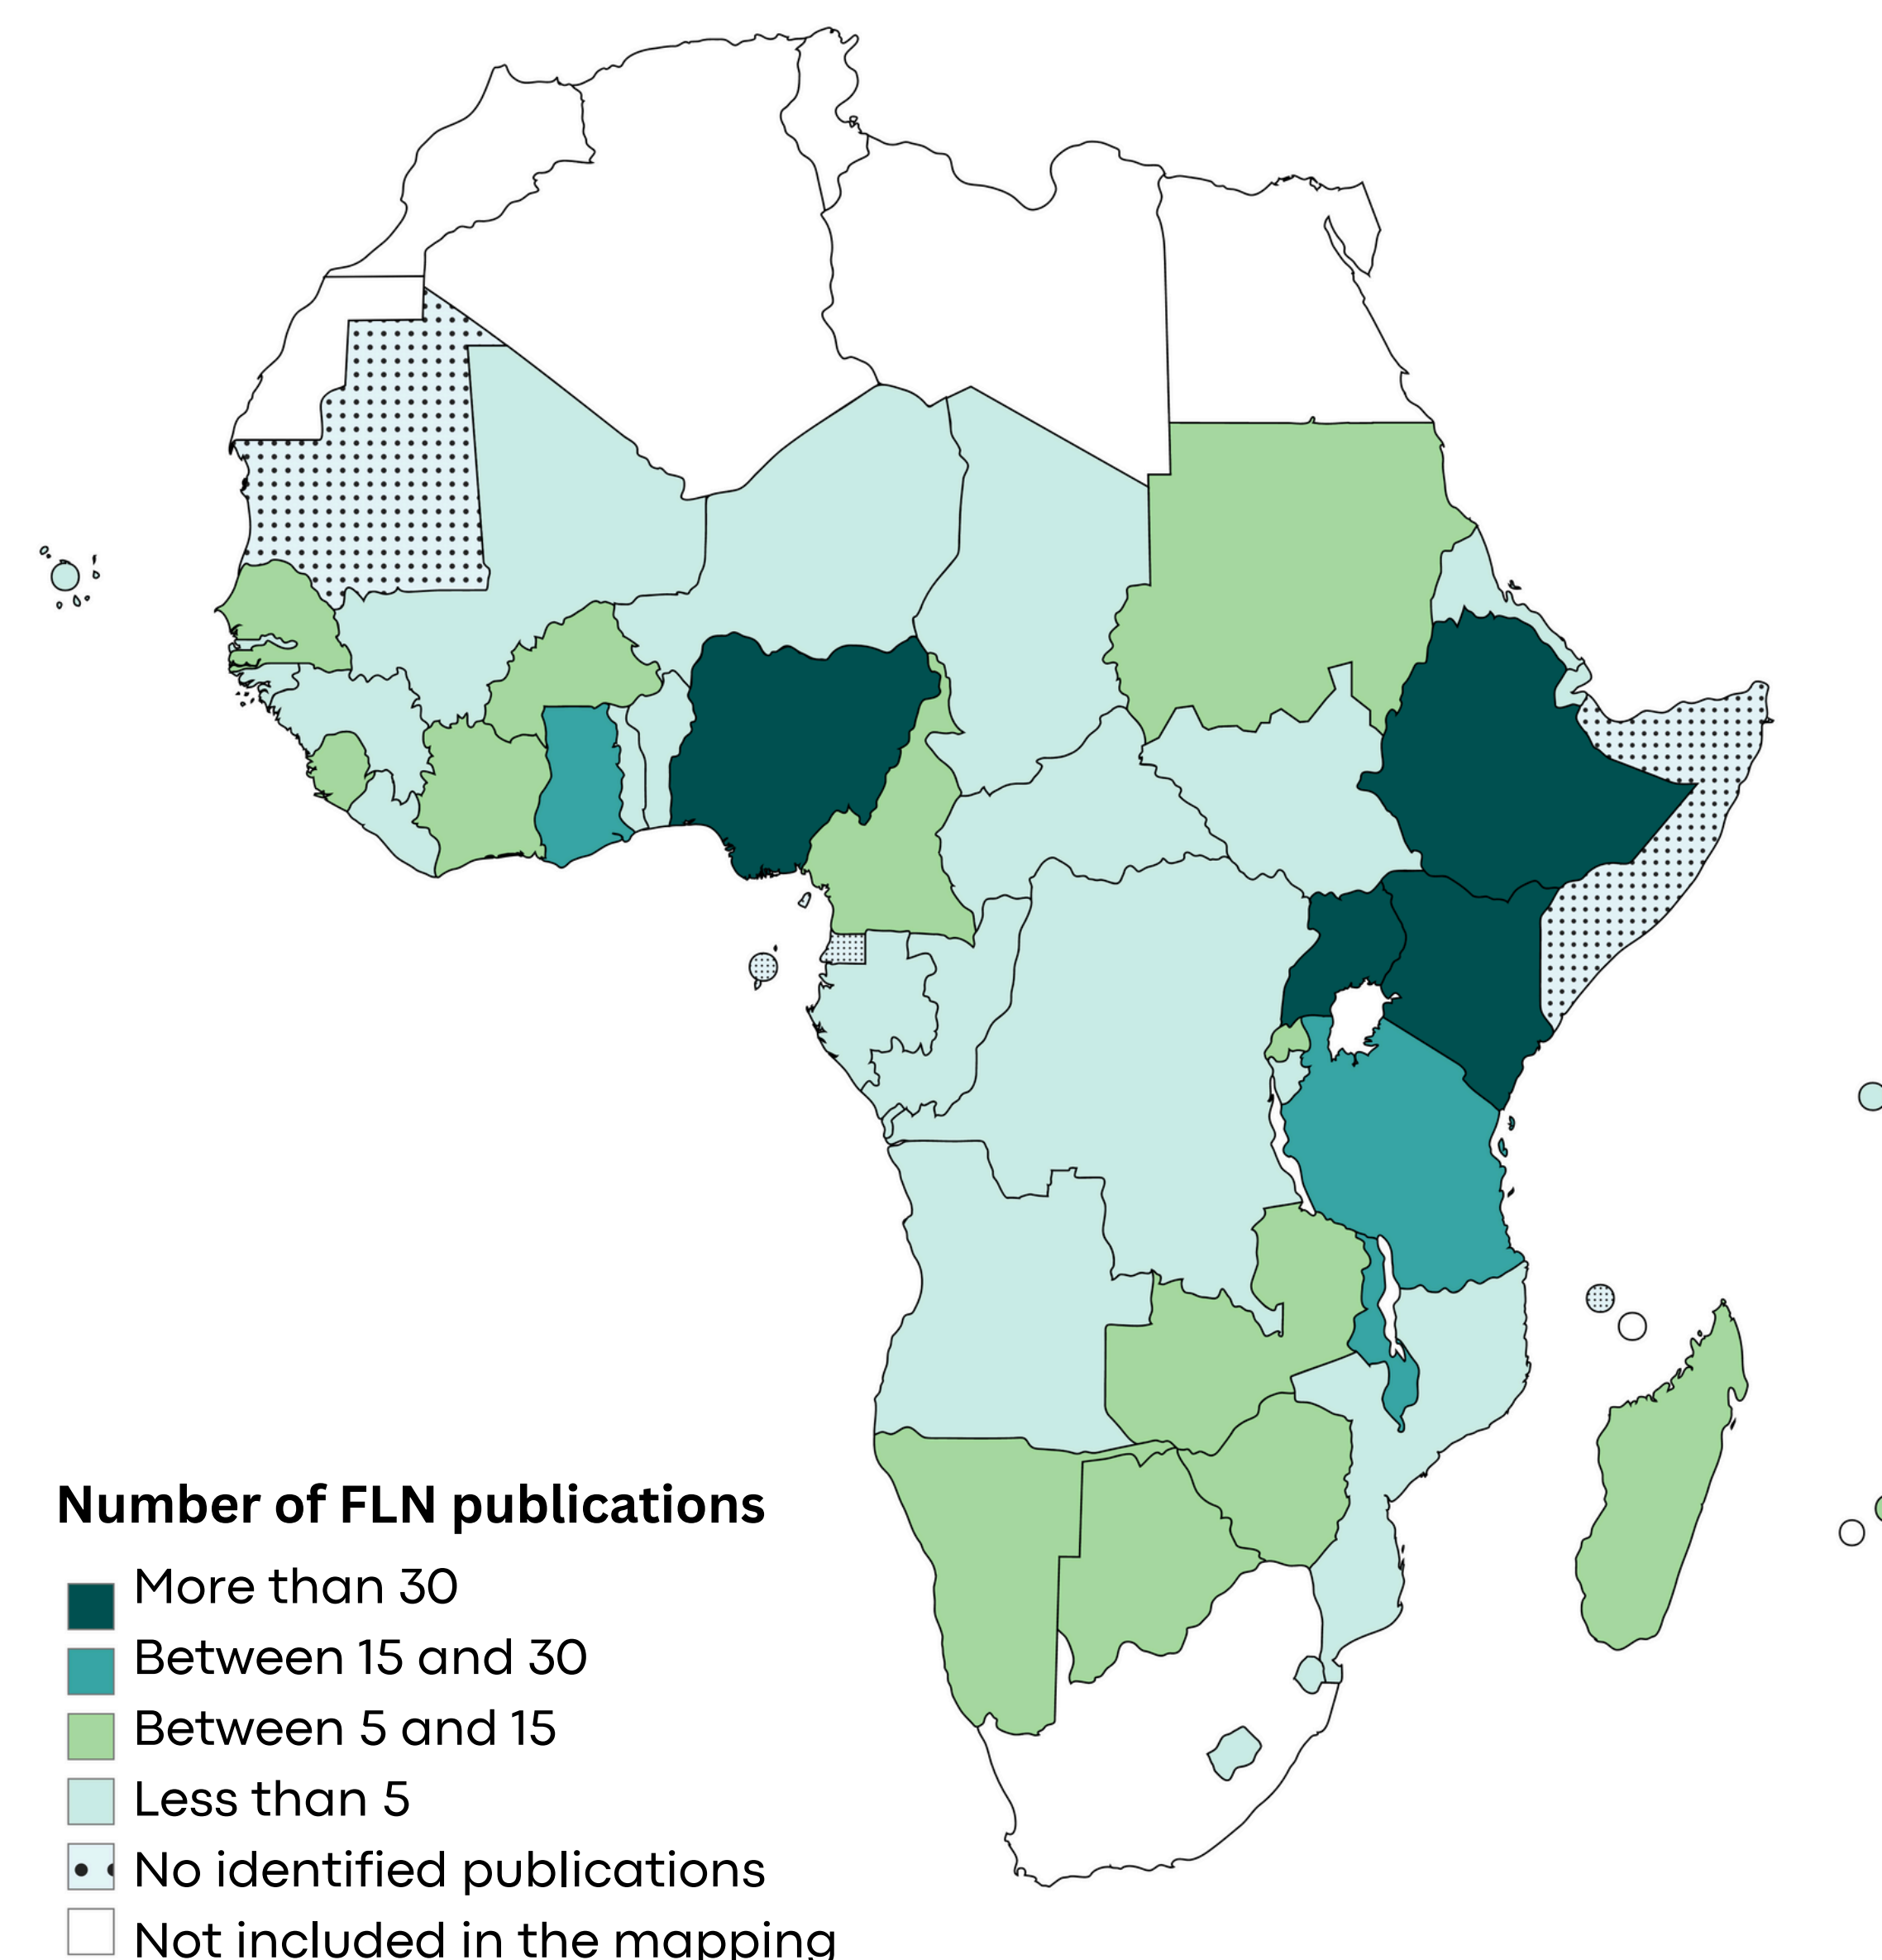 Number of FLN publications
More than 30
Between 15 and 30
Between 5 and 15
Less than 5
No identified publications
Not included in the mapping